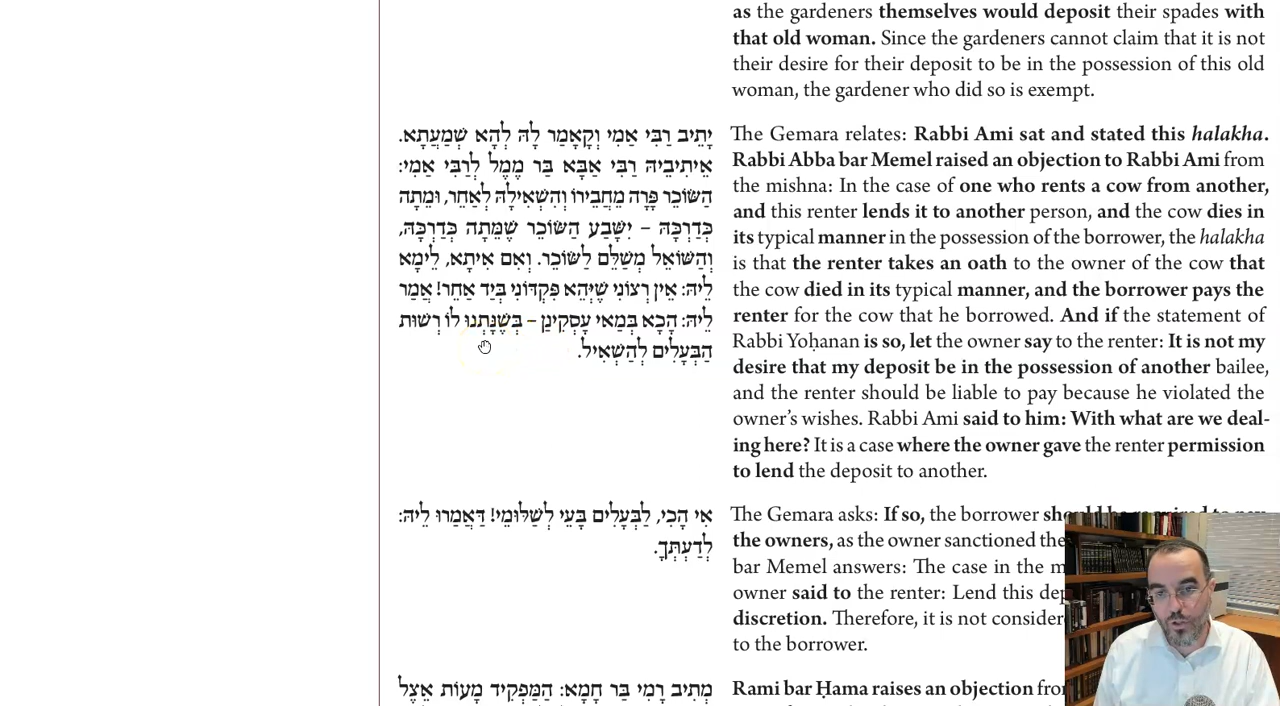 as the gardeners themselves would deposit their spades with
that old woman. Since the gardeners cannot claim that it is not
their desire for their deposit to be in the possession of this old
woman, the gardener who did so is exempt.
יָתֵיב רַבִּי אַמֵּי וְקָאָמַר לָהּ לְהָא שְׁמַעֲתָא.
אֵיתִיבֵיהּ רַבִּי אַבָּא בַּר מֶמֶל לְרַבִּי אַמֵּי:
הַשּׂוֹכֵר פָּרָה מֵחֲבֵירוֹ וְהִשְׁאִילָהּ לְאַחֵר, וּמֵתָה
כְּדַרְכָּהּ – יִשָּׁבַע הַשּׂוֹכֵר שֶׁמֵּתָה כְּדַרְכָּהּ,
וְהַשּׁוֹאֵל מְשַׁלֵּם לַשּׂוֹכֵר. וְאִם אִיתָא, לֵימָא
לֵיהּ: אֵין רְצוֹנִי שֶׁיְּהֵא פִּקְדוֹנִי בְּיַד אַחֵר! אֲמַר
לֵיהּ: הָכָא בְּמַאי עָסְקִינַן – בְּשֶׁנָּתְנוּ לוֹ רְשׁוּת
הַבְּעָלִים לְהַשְׁאִיל.
The Gemara relates: Rabbi Ami sat and stated this halakha.
Rabbi Abba bar Memel raised an objection to Rabbi Ami from
the mishna: In the case of one who rents a cow from another,
and this renter lends it to another person, and the cow dies in
its typical manner in the possession of the borrower, the halakha
is that the renter takes an oath to the owner of the cow that
the cow died in its typical manner, and the borrower pays the
renter for the cow that he borrowed. And if the statement of
Rabbi Yoḥanan is so, let the owner say to the renter: It is not my
desire that my deposit be in the possession of another bailee,
and the renter should be liable to pay because he violated the
owner's wishes. Rabbi Ami said to him: With what are we deal-
ing here? It is a case where the owner gave the renter permission
to lend the deposit to another.
אִי הָכִי, לַבְּעָלִים בָּעֵי לְשַׁלּוּמֵי! דַּאֲמַרוּ לֵיהּ:
לְדַעְתְּךָ.
The Gemara asks: If so, the borrower
the owners, as the owner sanctioned the
bar Memel answers: The case in the
owner said to the renter: Lend this
discretion. Therefore, it is not
to the borrower.
מְתִיב רָמֵי בַּר חָמָא: הַמַּפְקִיד מָעוֹת אֵצֶל
Rami bar Ḥama raises an objection